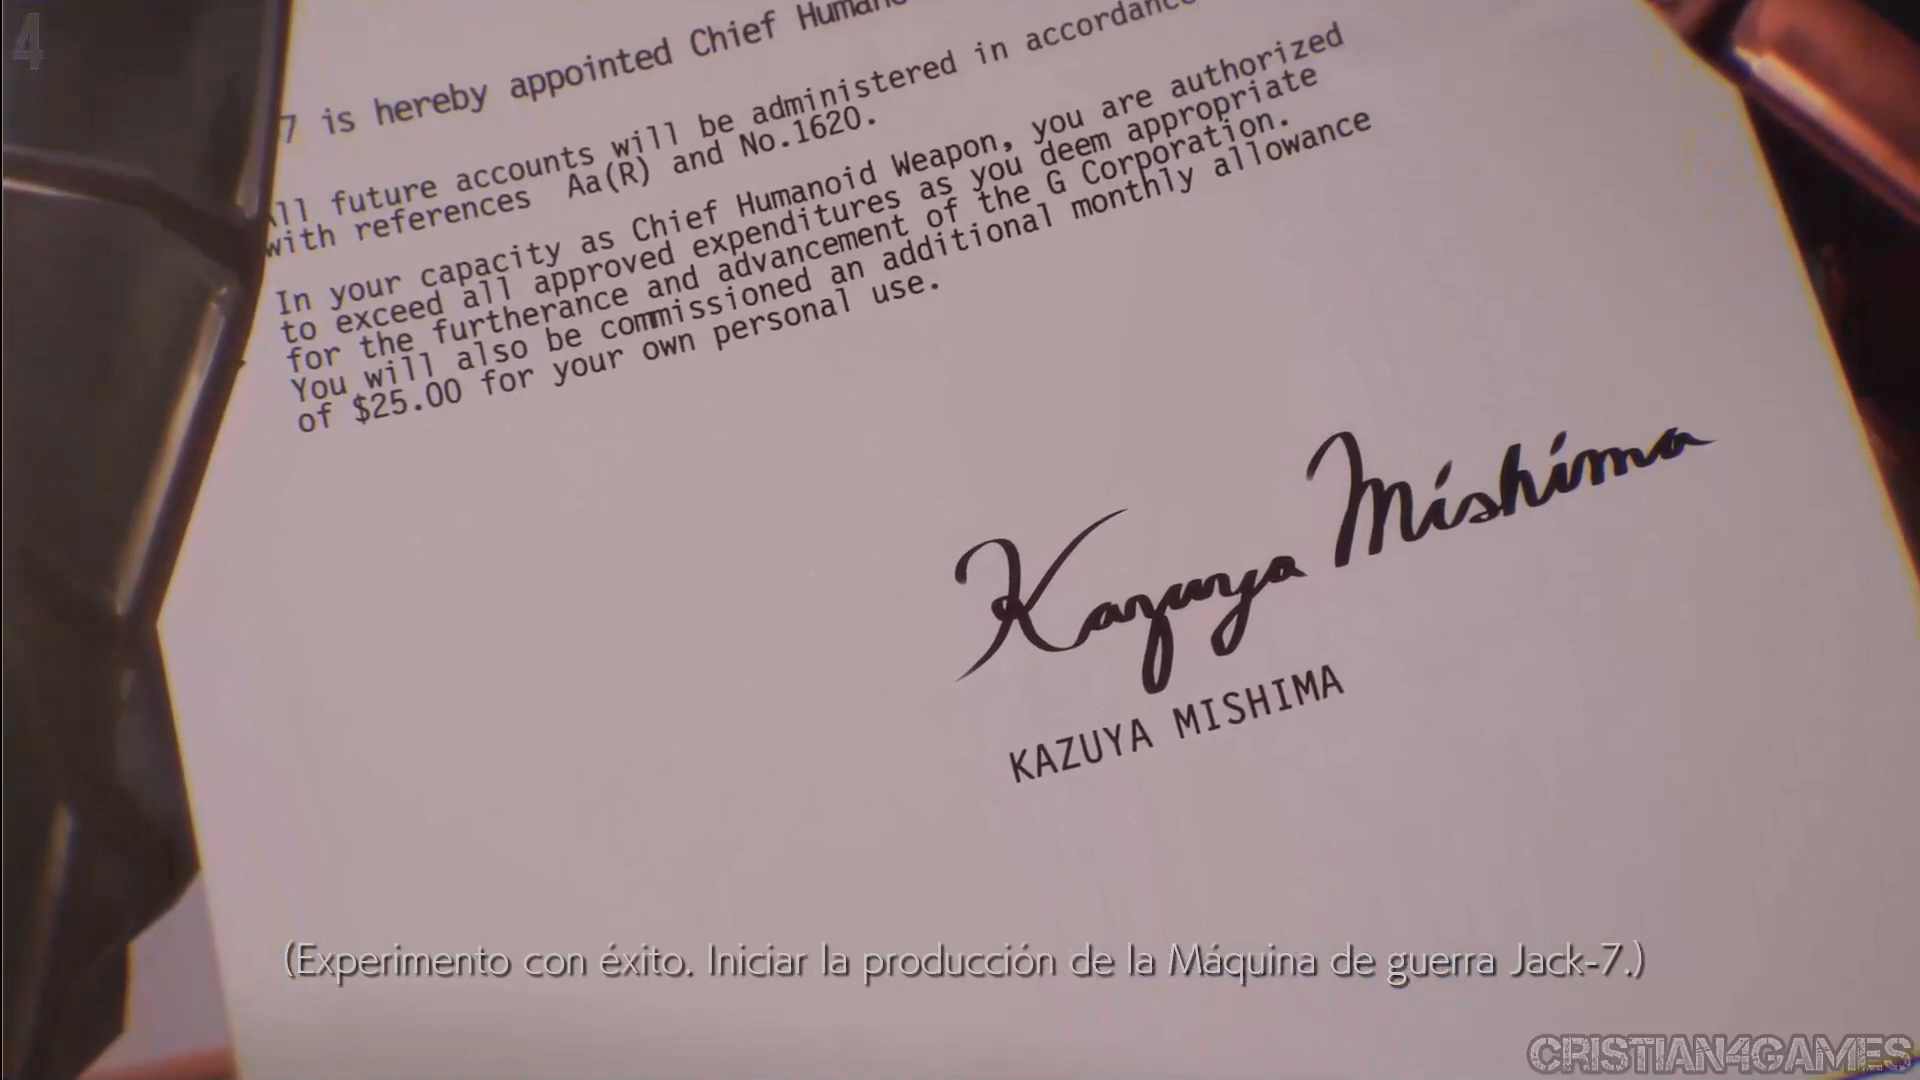 4
7 is hereby appointed Chief
All future accounts will be administered in accordance
with references Aa(R) and No.1620.
In your capacity as Chief Humanoid Weapon, you are authorized
to exceed all approved expenditures as you deem appropriate
for the furtherance and advancement of the G Corporation.
You will also be commissioned an additional monthly allowance
of $25.00 for your own personal use.
Kazuya Mishima
KAZUYA MISHIMA
(Experimento con éxito. Iniciar la producción de la Máquina de guerra Jack-7.)
CRISTIAN4GAMES